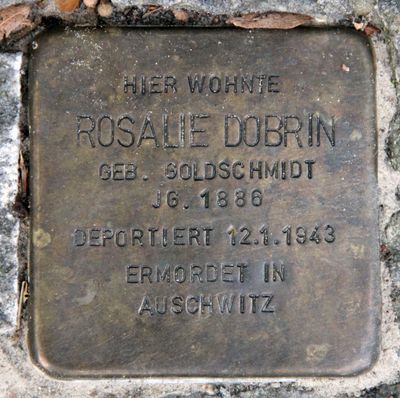 HIER WOHNTE
ROSALIE DOBRIN
GEB. GOLDSCHMIDT
JG. 1886
DEPORTIERT 12.1.1943
ERMORDET IN
AUSCHWITZ